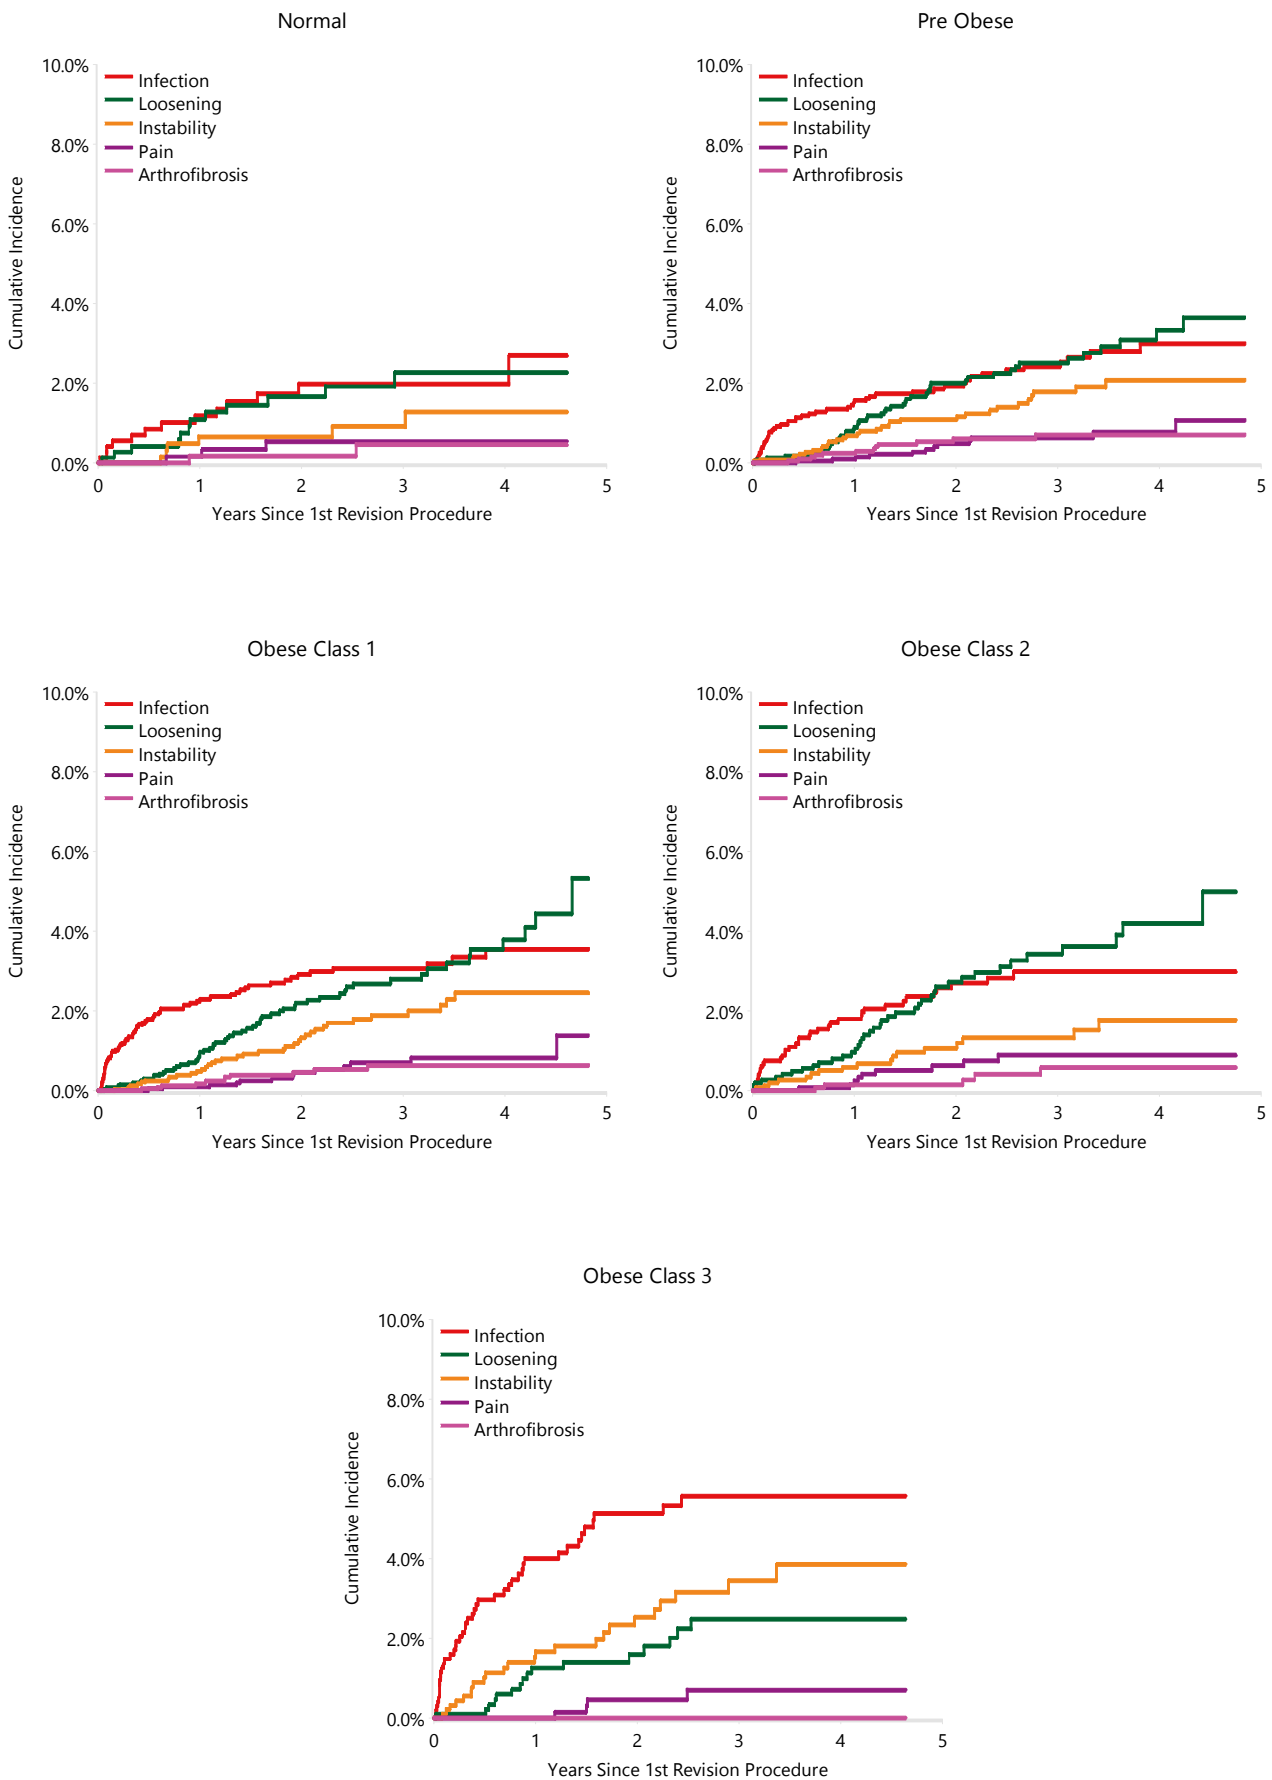 Normal
10.0%
8.0%
6.0%
4.0%
2.0%
0.0%
Cumulative Incidence
Infection
Loosening
Instability
Pain
Arthrofibrosis
0 1 2 3 4 5
Years Since 1st Revision Procedure
Pre Obese
10.0%
8.0%
6.0%
4.0%
2.0%
0.0%
Cumulative Incidence
Infection
Loosening
Instability
Pain
Arthrofibrosis
0 1 2 3 4 5
Years Since 1st Revision Procedure
Obese Class 1
10.0%
8.0%
6.0%
4.0%
2.0%
0.0%
Cumulative Incidence
Infection
Loosening
Instability
Pain
Arthrofibrosis
0 1 2 3 4 5
Years Since 1st Revision Procedure
Obese Class 2
10.0%
8.0%
6.0%
4.0%
2.0%
0.0%
Cumulative Incidence
Infection
Loosening
Instability
Pain
Arthrofibrosis
0 1 2 3 4 5
Years Since 1st Revision Procedure
Obese Class 3
10.0%
8.0%
6.0%
4.0%
2.0%
0.0%
Cumulative Incidence
Infection
Loosening
Instability
Pain
Arthrofibrosis
0 1 2 3 4 5
Years Since 1st Revision Procedure